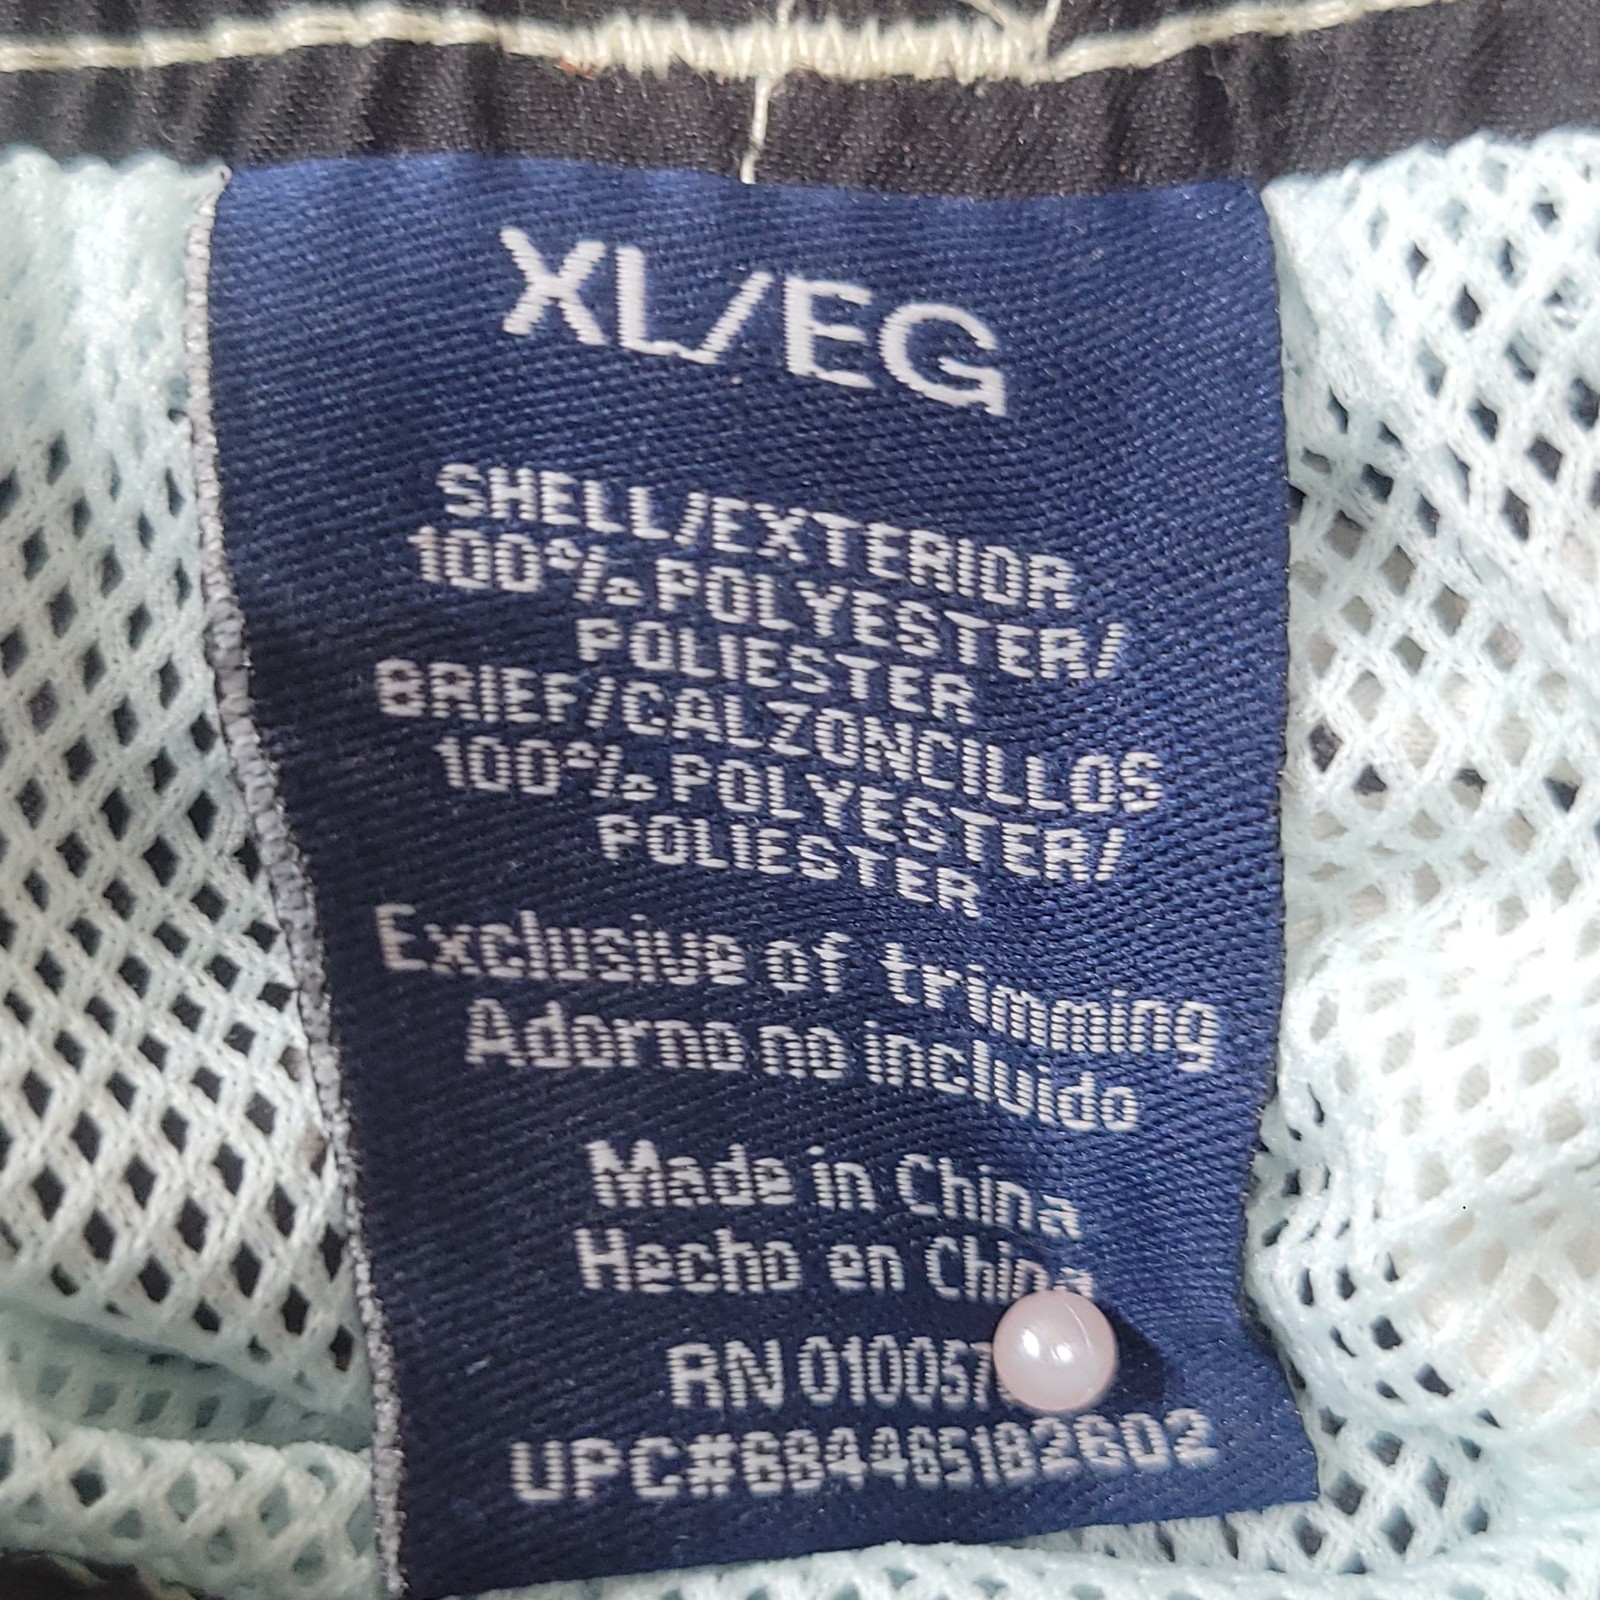 XL/EG
SHELL/EXTERIOR
100% POLYESTER/
POLIESTER
BRIEF/CALZONCILLOS
100% POLYESTER/
POLIESTER
Exclusive of trimming
Adorno no incluido
Made in China
Hecho en China
RN
UPC#684465182602